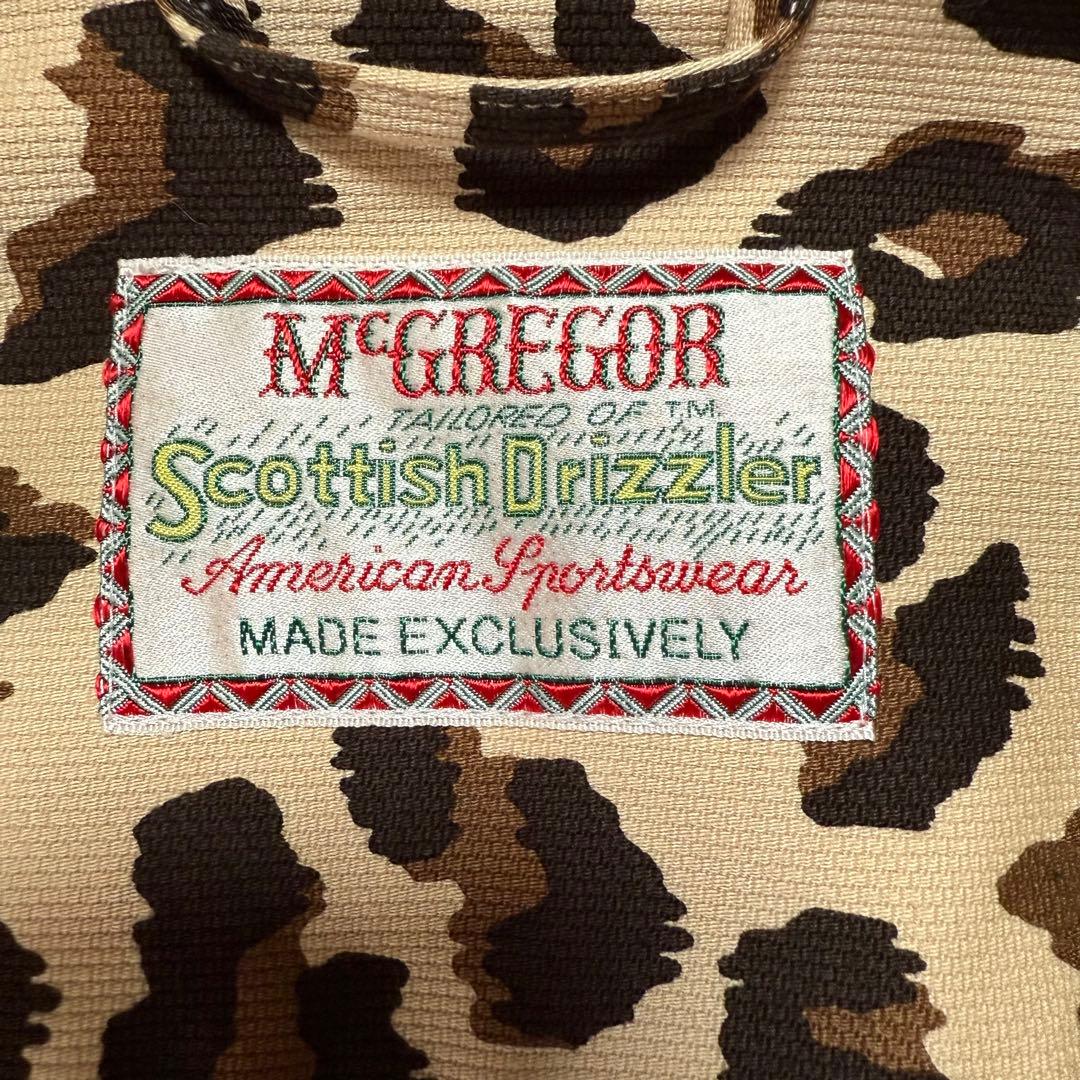 McGREGOR
TAILORED OF T.M.
Scottish Drizzler
American Sportswear
MADE EXCLUSIVELY